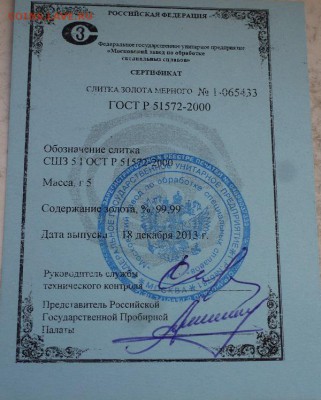 РОССИЙСКАЯ ФЕДЕРАЦИЯ
С З
Федеральное государственное унитарное предприятие
«Московский завод по обработке
специальных сплавов»
СЕРТИФИКАТ
СЛИТКА ЗОЛОТА МЕРНОГО № 1-065433
ГОСТ Р 51572-2000
Обозначение слитка
СЦИЗ 5 ГОСТ Р 51572-2000
Масса, г 5
Содержание золота, % 99,99
Дата выпуска 18 декабря 2013 г.
Руководитель службы
технического контроля
Представитель Российской
Государственной Пробирной
Палаты
МОСКВА